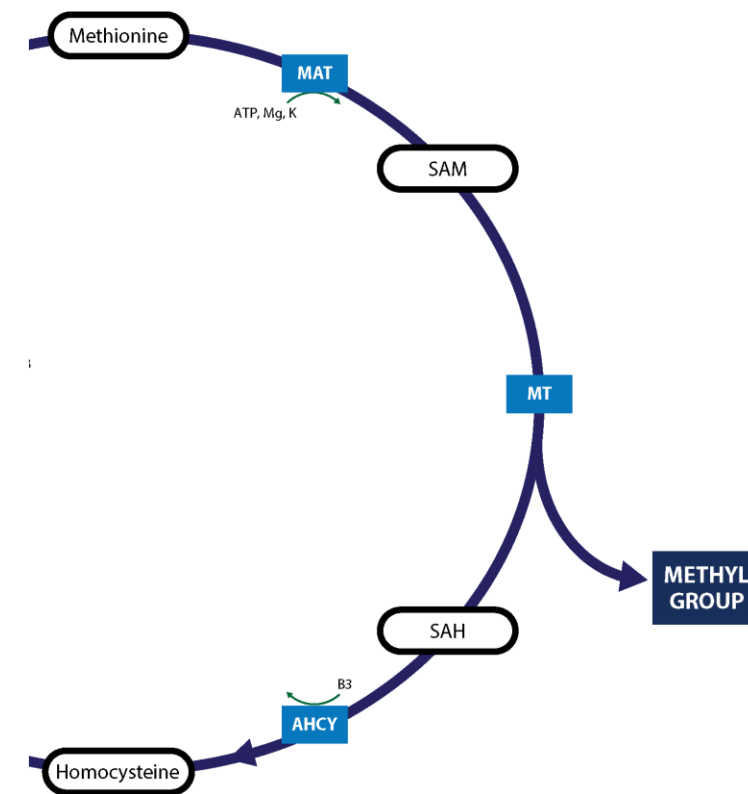 Methionine
MAT
ATP, Mg, K
SAM
MT
METHYL
GROUP
SAH
B3
AHCY
Homocysteine